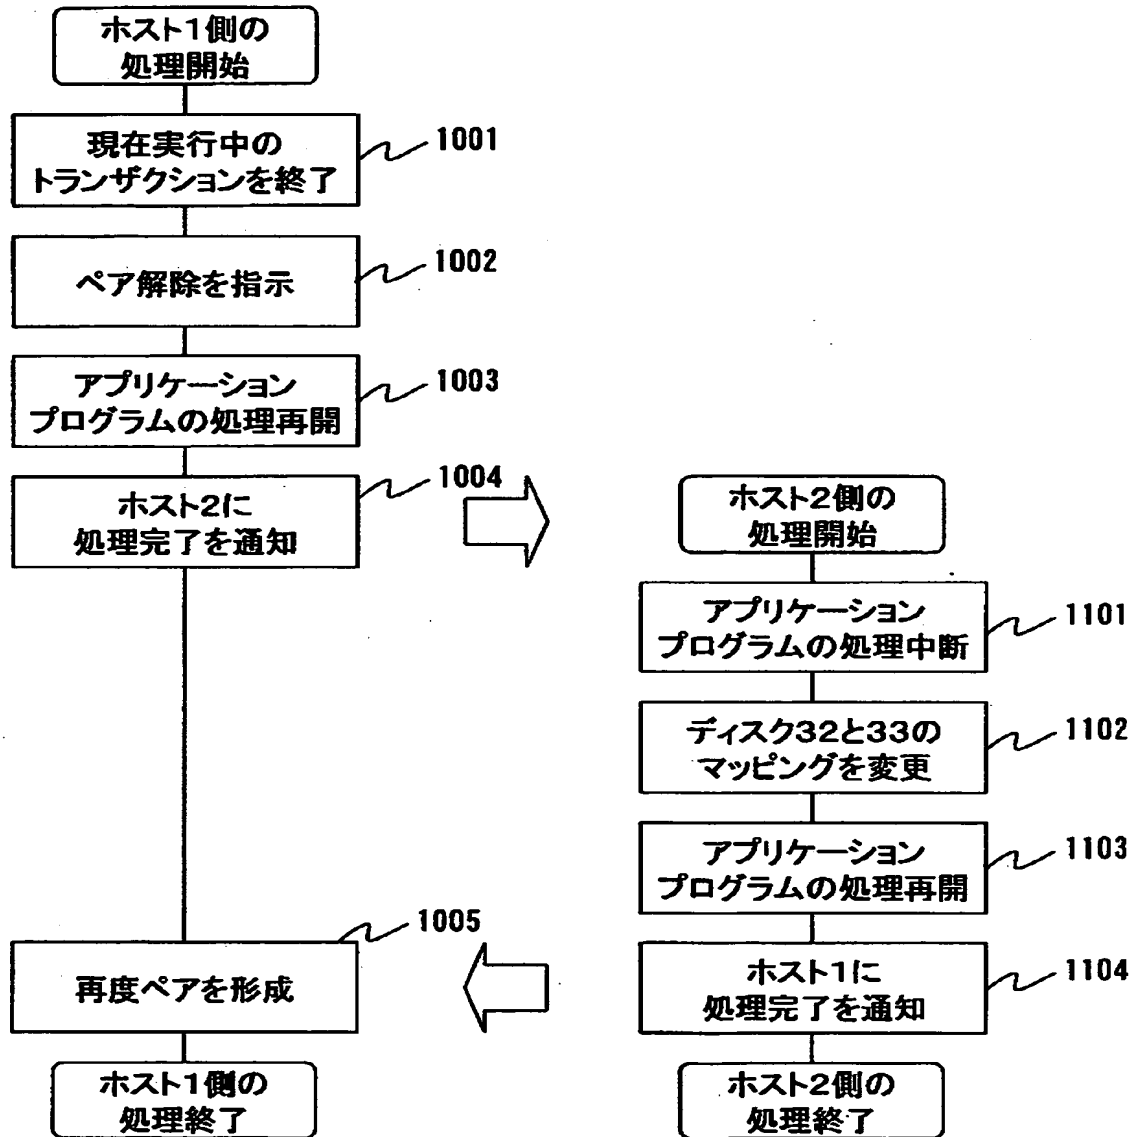 ホスト1側の
処理開始
現在実行中の
トランザクションを終了
1001
ペア解除を指示
1002
アプリケーション
プログラムの処理再開
1003
ホスト2に
処理完了を通知
1004
ホスト2側の
処理開始
アプリケーション
プログラムの処理中断
1101
ディスク32と33の
マッピングを変更
1102
アプリケーション
プログラムの処理再開
1103
ホスト1に
処理完了を通知
1104
再度ペアを形成
1005
ホスト1側の
処理終了
ホスト2側の
処理終了